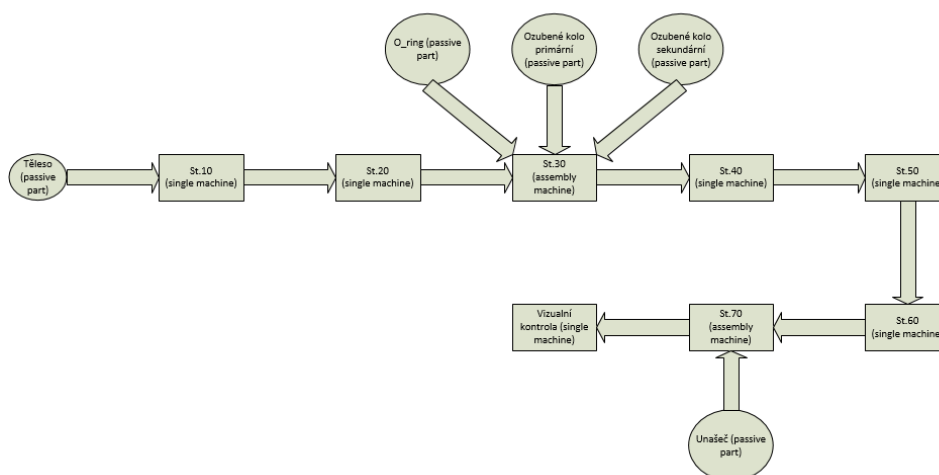 O_ring (passive
part)
Ozubené kolo
primární
(passive part)
Ozubené kolo
sekundární
(passive part)
Těleso
(passive
part)
St.10
(single machine)
St.20
(single machine)
St.30
(assembly
machine)
St.40
(single machine)
St.50
(single machine)
Vizualní
kontrola (single
machine)
St.70
(assembly
machine)
St.60
(single machine)
Unašeč (passive
part)